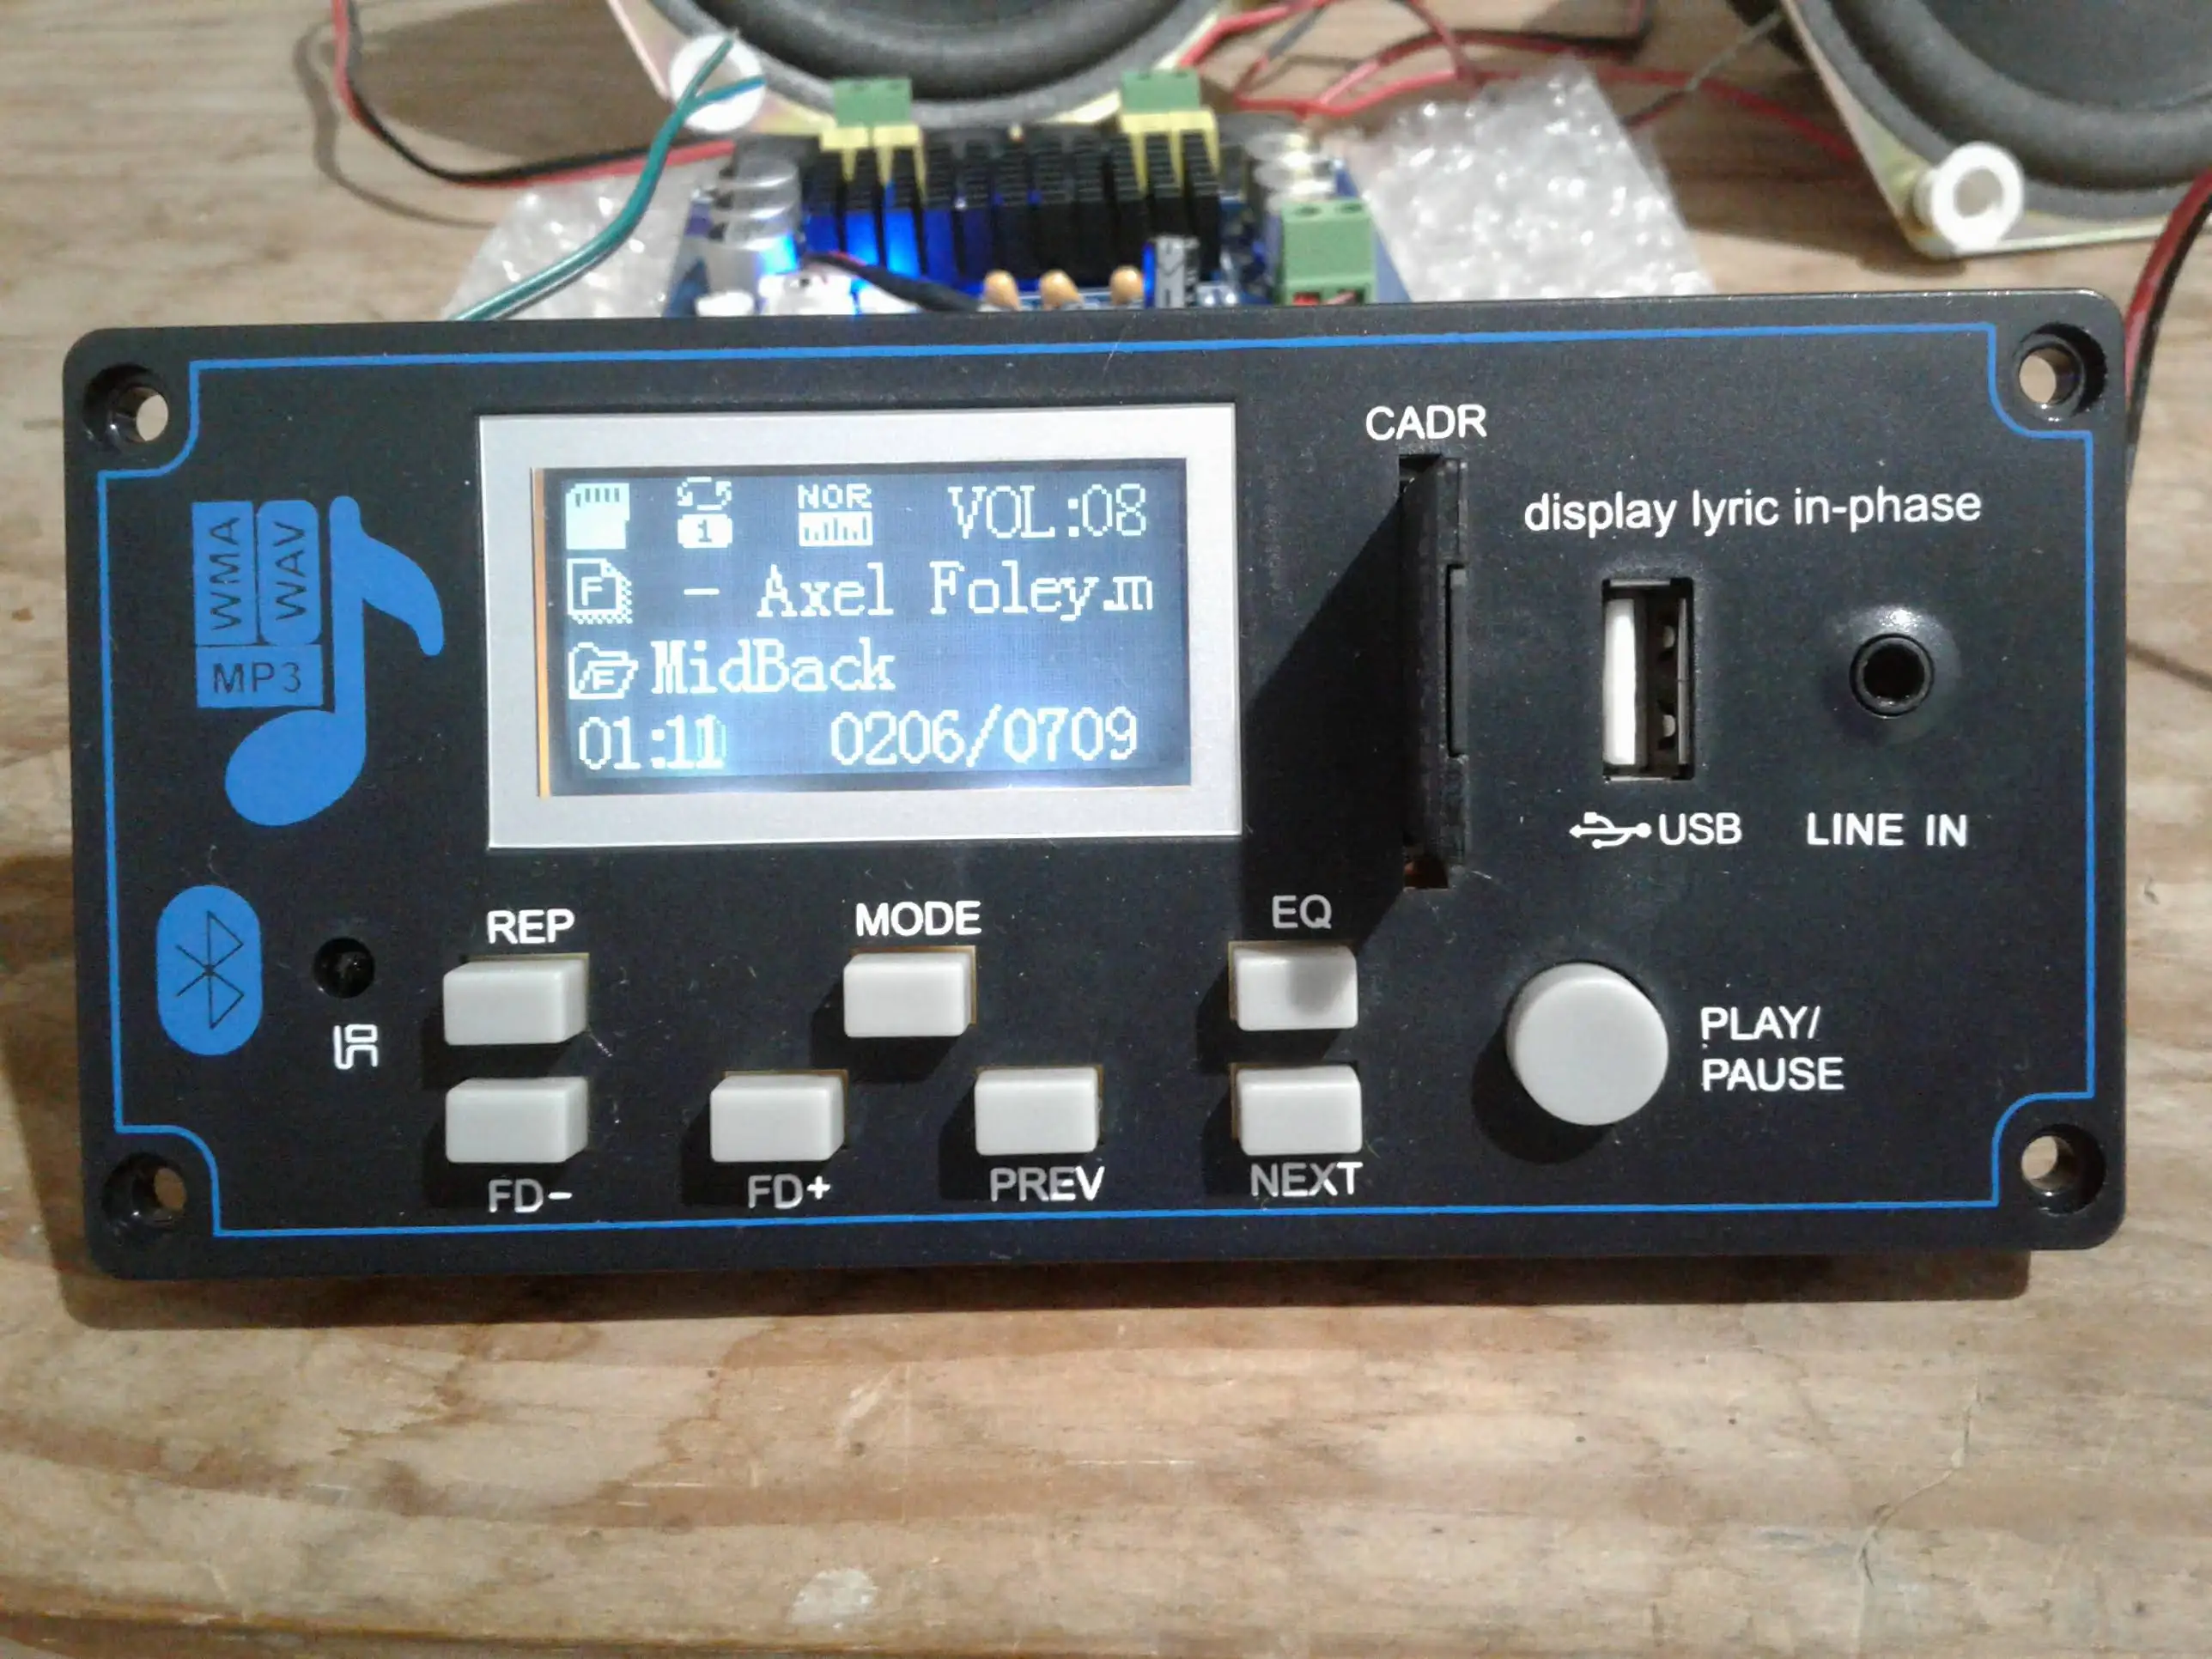 CADR
display lyric in-phase
WMA
WAV
MP3
1
NOR
VOL:08
F
- Axel Foley.m
F
MidBack
01:11 0206/0709
USB
LINE IN
REP
MODE
EQ
PLAY/
PAUSE
FD-
FD+
PREV
NEXT